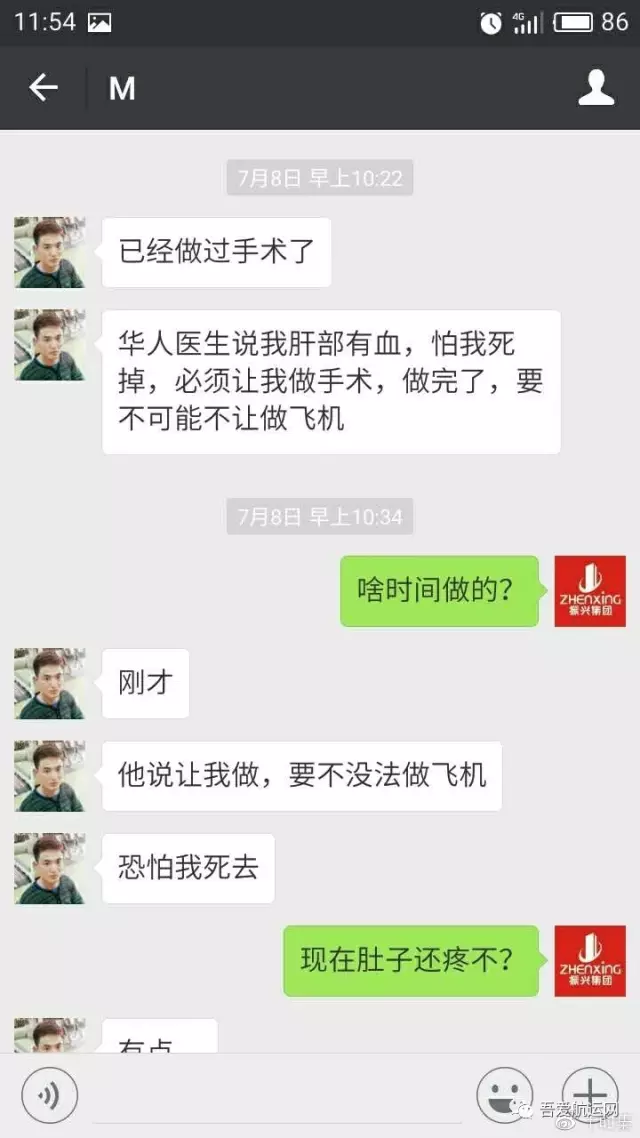 11:54 4G 86
M
7月8日 早上10:22
已经做过手术了
华人医生说我肝部有血，怕我死
掉，必须让我做手术，做完了，要
不可能不让做飞机
7月8日 早上10:34
啥时间做的？
ZHENXING
振兴集团
刚才
他说让我做，要不没法做飞机
恐怕我死去
现在肚子还疼不？
ZHENXING
振兴集团
有点
吾爱航运网